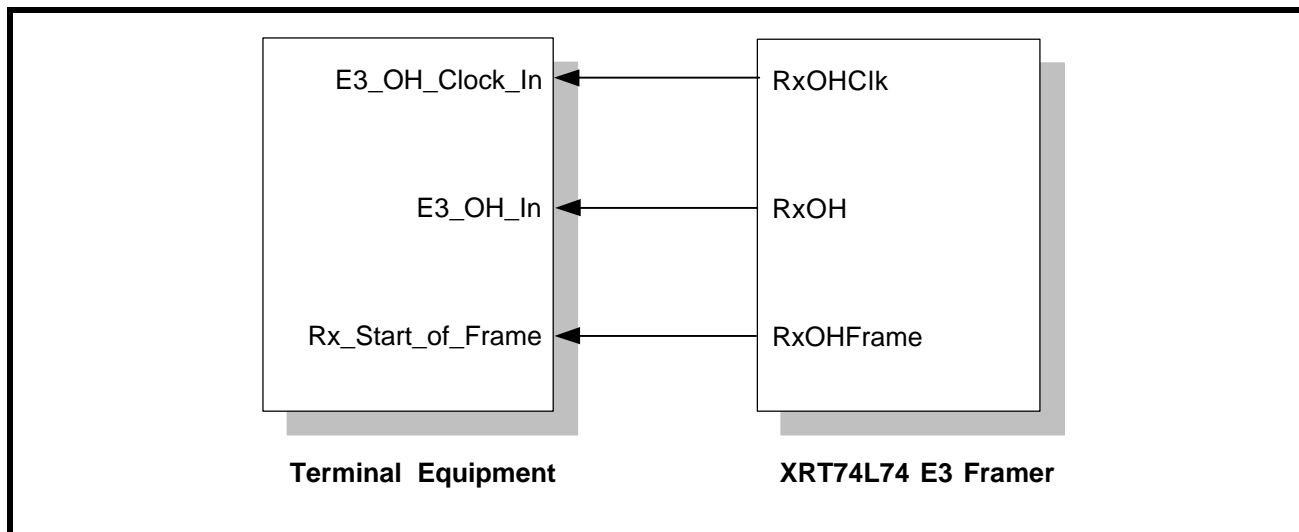 E3_OH_Clock_In
RxOHClk
E3_OH_In
RxOH
Rx_Start_of_Frame
RxOHFrame
Terminal Equipment
XRT74L74 E3 Framer